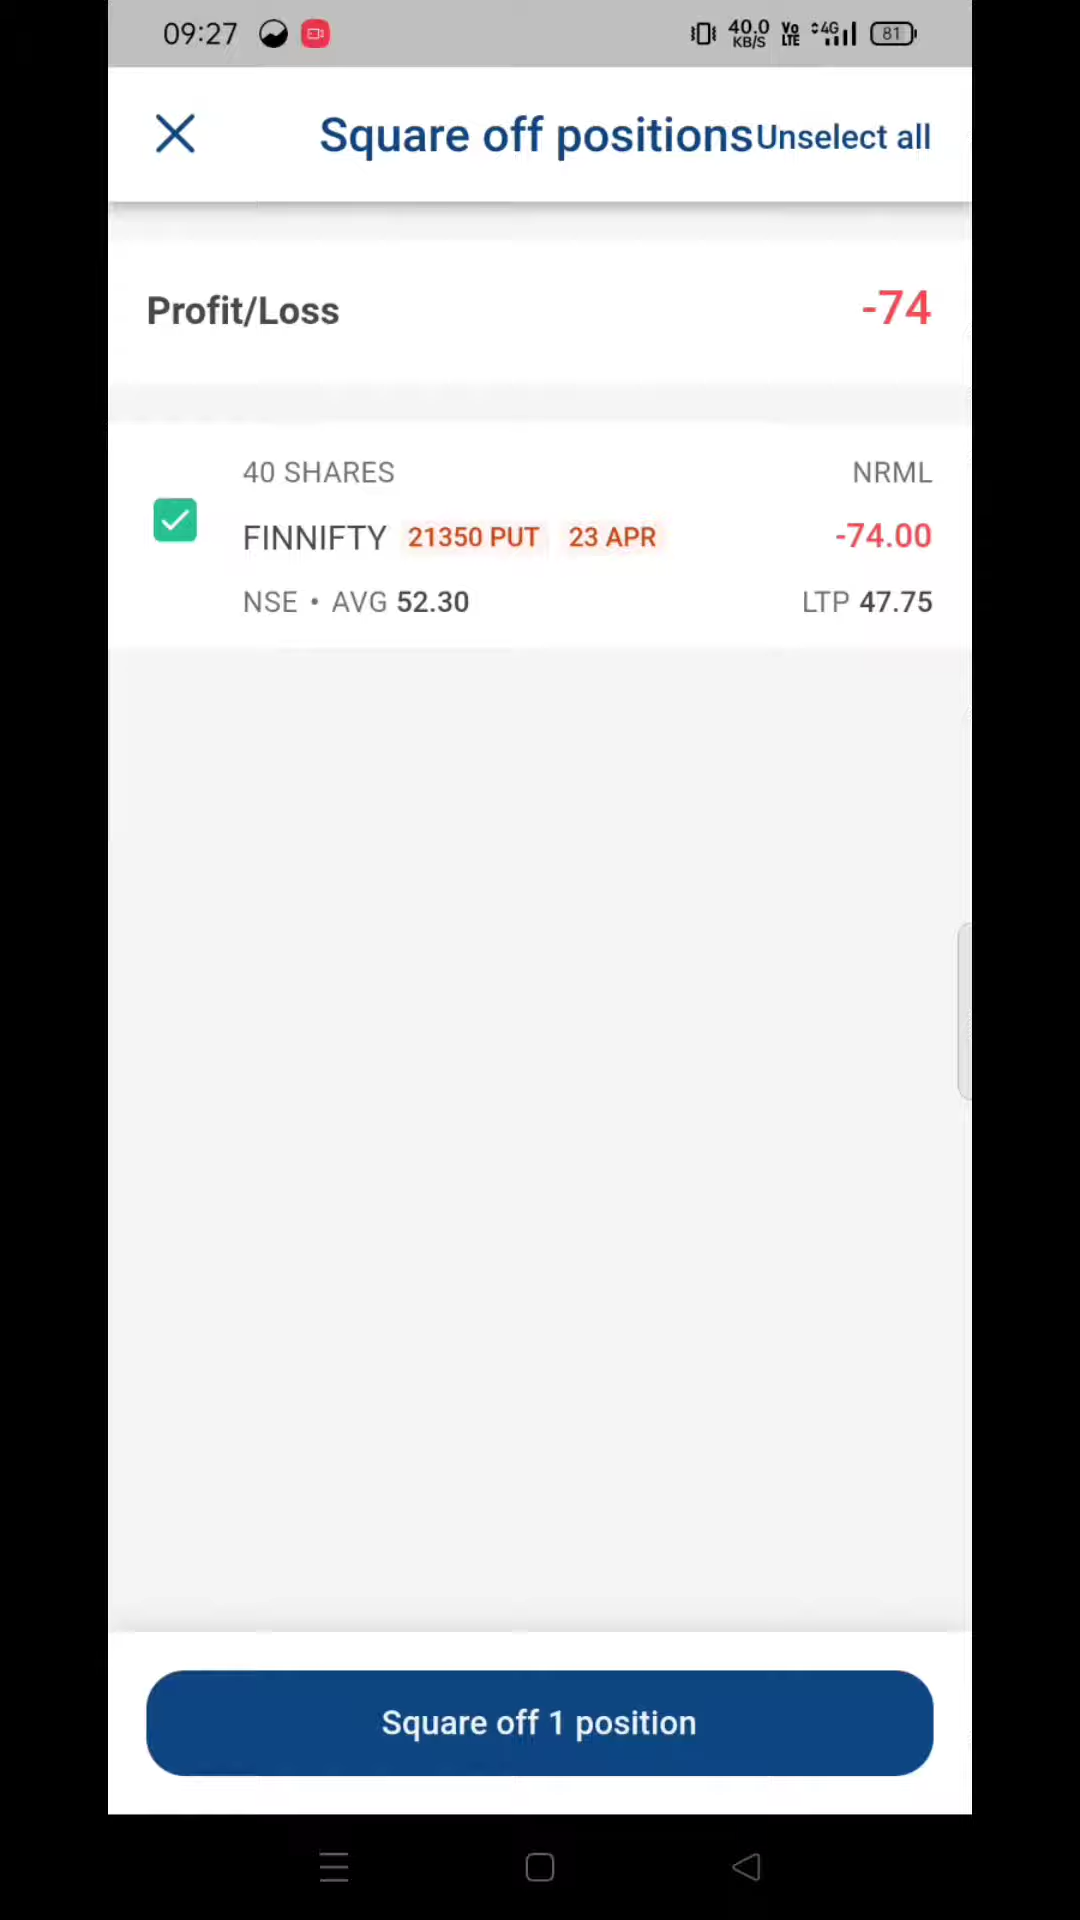 09:27 40.0 KB/S Vo LTE 4G 81
Square off positions Unselect all
Profit/Loss -74
40 SHARES NRML
FINNIFTY 21350 PUT 23 APR -74.00
NSE • AVG 52.30 LTP 47.75
Square off 1 position